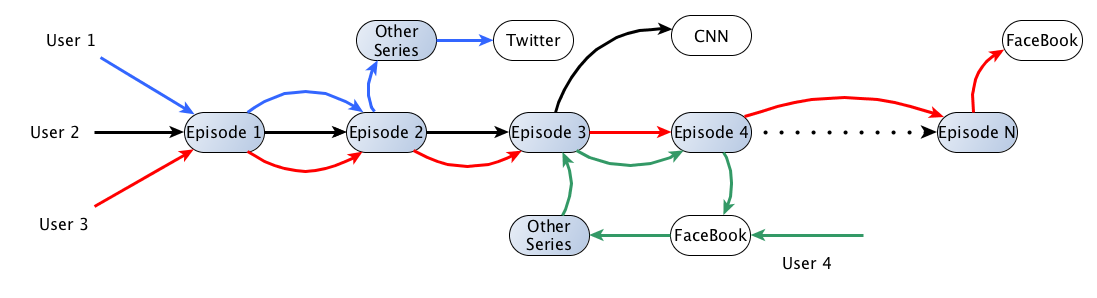 User 1
Other
Series
Twitter
CNN
FaceBook
User 2
Episode 1
Episode 2
Episode 3
Episode 4
Episode N
User 3
Other
Series
FaceBook
User 4